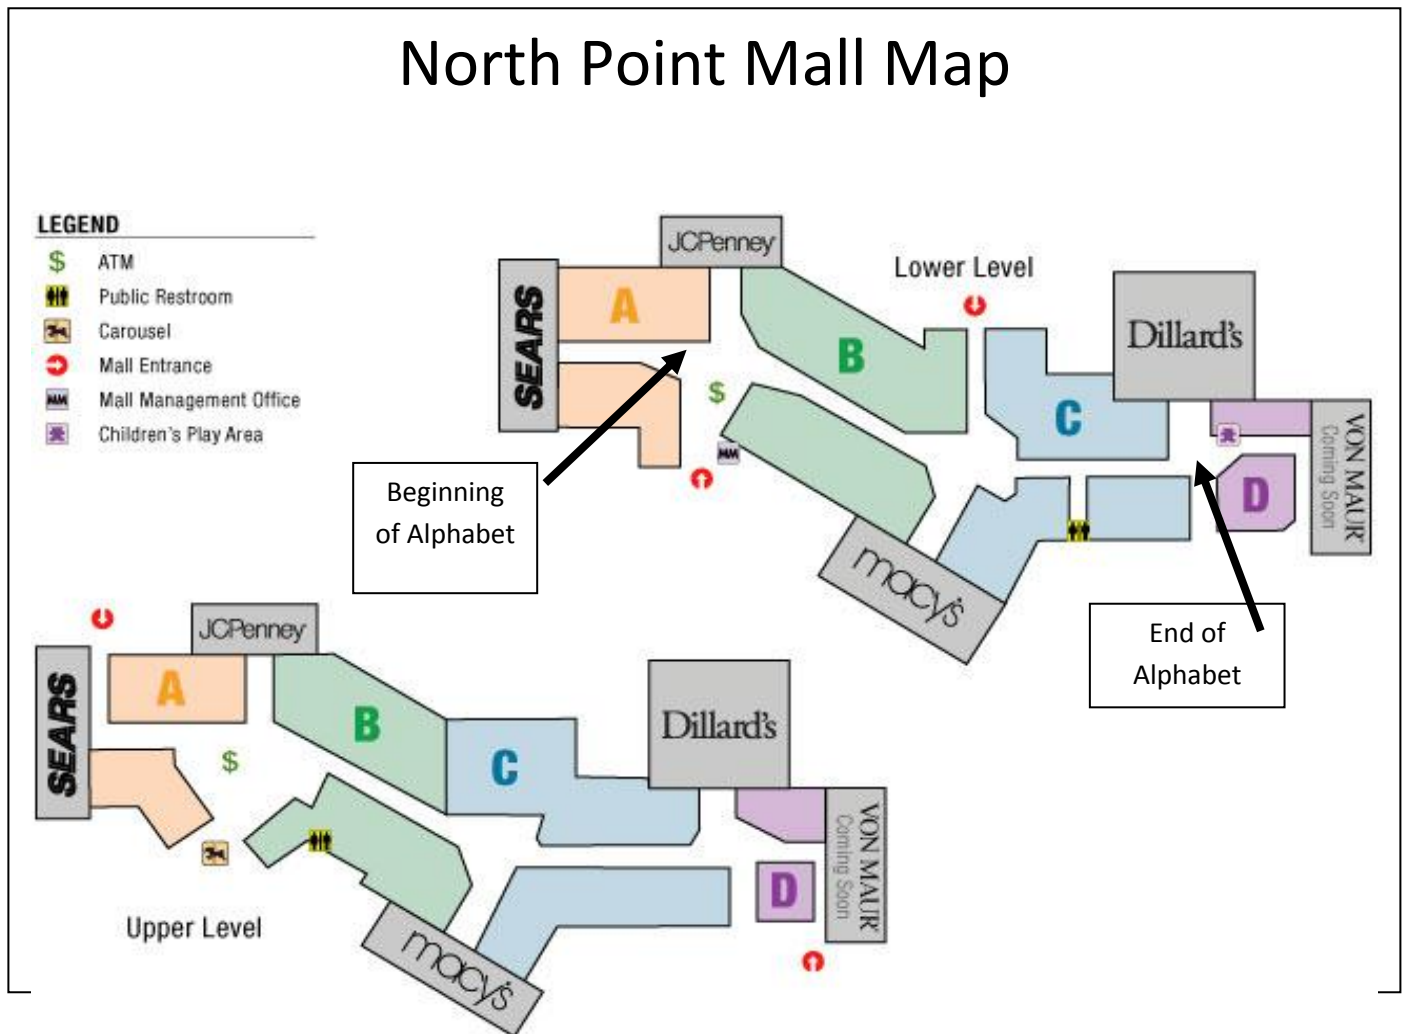 North Point Mall Map
LEGEND
$ ATM
Public Restroom
Carousel
Mall Entrance
MM Mall Management Office
Children's Play Area
JCPenney
Lower Level
SEARS
A
B
Dillard's
C
$
MM
D
VON MAUR
Coming Soon
macy's
Beginning
of Alphabet
End of
Alphabet
JCPenney
SEARS
A
B
C
Dillard's
$
D
VON MAUR
Coming Soon
Upper Level
macy's